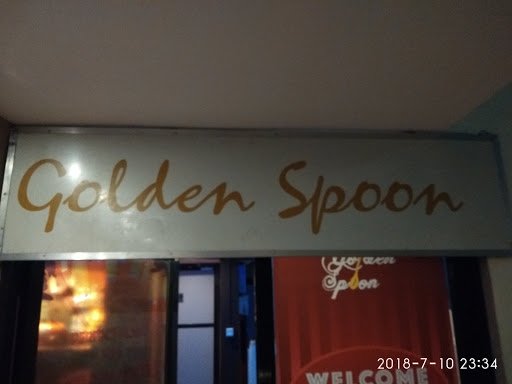 Golden Spoon
Golden
Spoon
WELCOME
2018-7-10 23:34